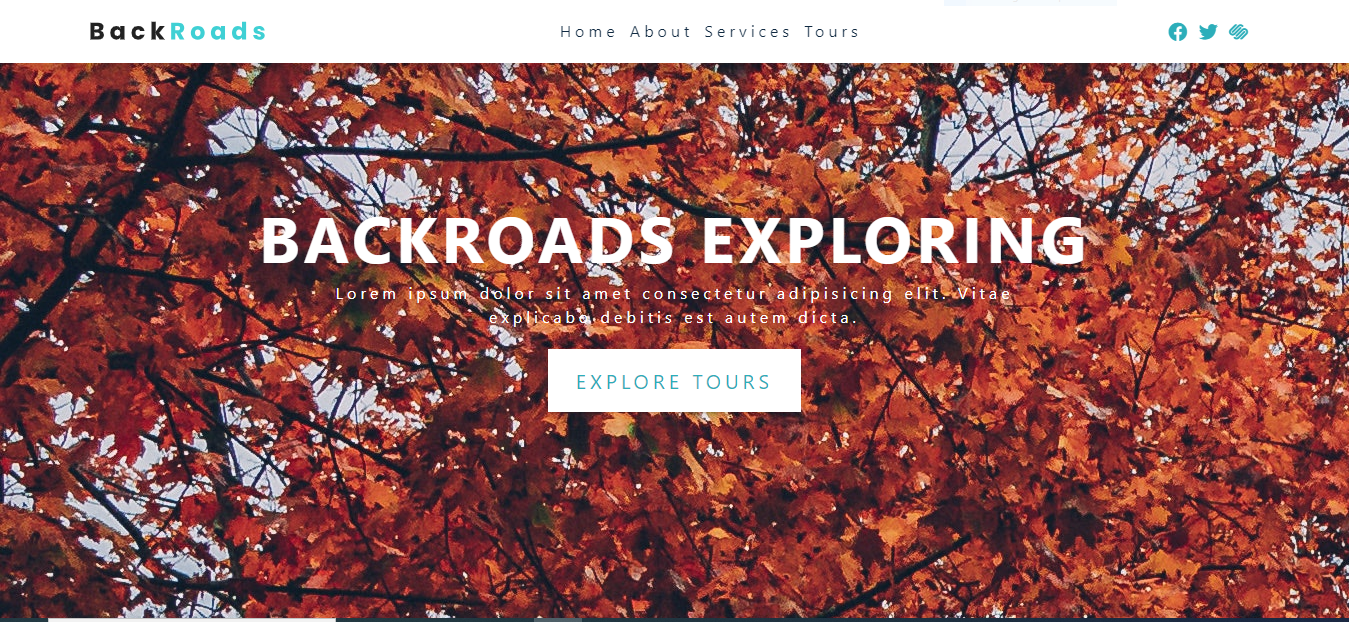 BackRoads
Home About Services Tours
BACKROADS EXPLORING
Lorem ipsum dolor sit amet consectetur adipisicing elit. Vitae
explicabo debitis est autem dicta.
EXPLORE TOURS